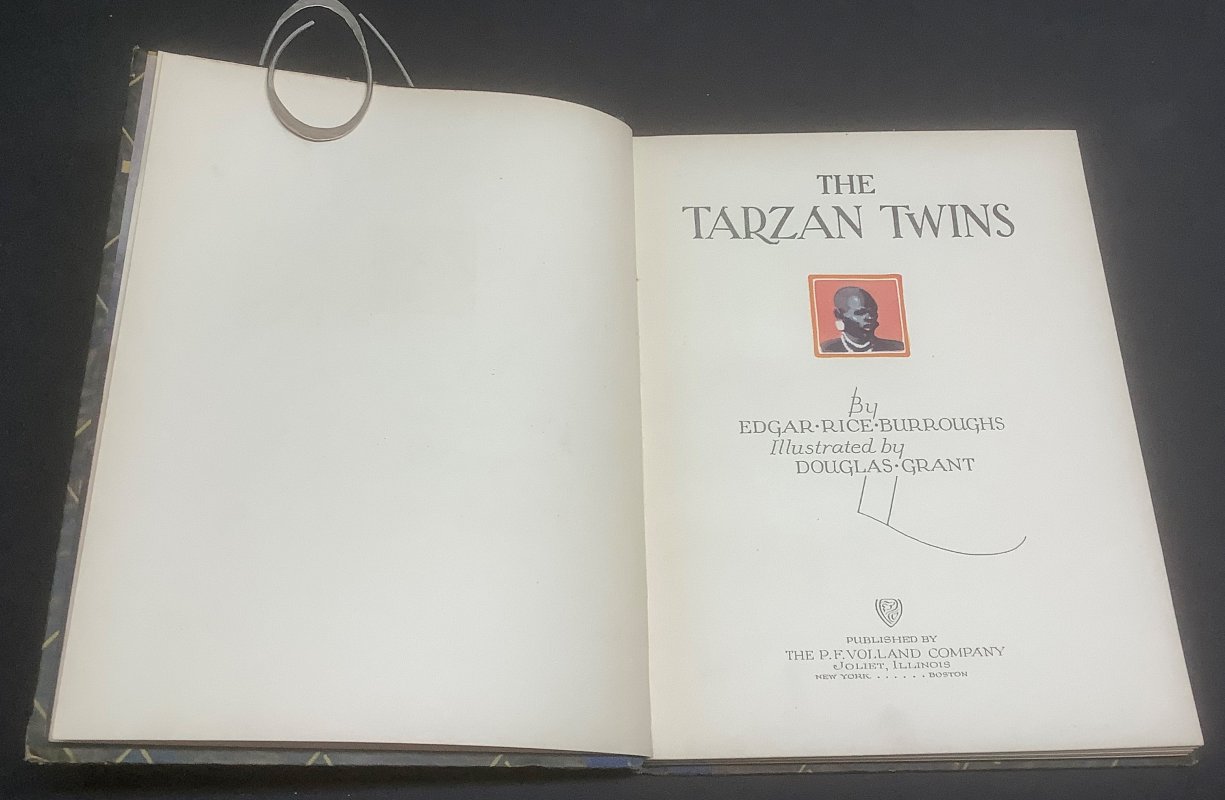 THE
TARZAN TWINS
By
EDGAR·RICE·BURROUGHS
Illustrated by
DOUGLAS·GRANT
PUBLISHED BY
THE P. F. VOLLAND COMPANY
JOLIET, ILLINOIS
NEW YORK . . . . . . BOSTON